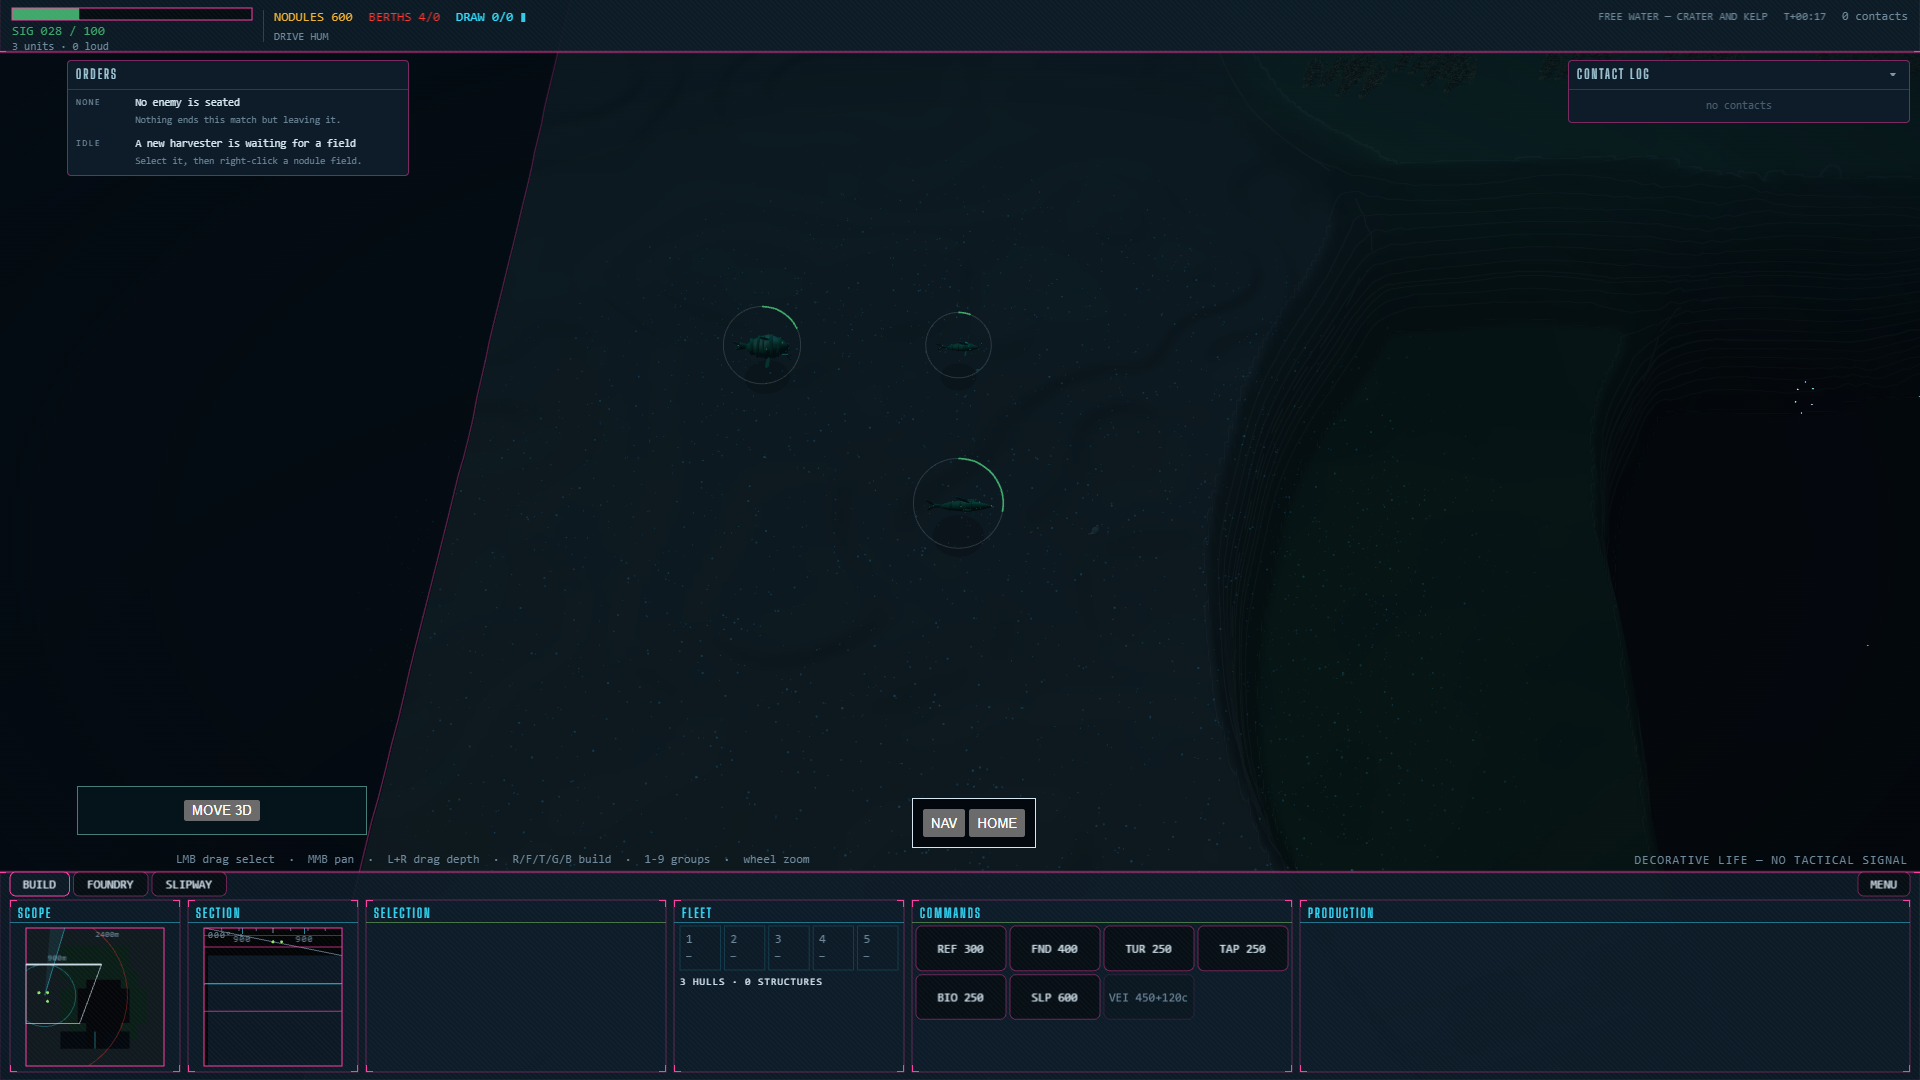 SIG 028 / 100
3 units · 0 loud
NODULES 600 BERTHS 4/0 DRAW 0/0
DRIVE HUM
FREE WATER — CRATER AND KELP T+00:17 0 contacts
ORDERS
NONE No enemy is seated
Nothing ends this match but leaving it.
IDLE A new harvester is waiting for a field
Select it, then right-click a nodule field.
CONTACT LOG
no contacts
MOVE 3D
NAV HOME
LMB drag select · MMB pan · L+R drag depth · R/F/T/G/B build · 1-9 groups · wheel zoom
DECORATIVE LIFE — NO TACTICAL SIGNAL
BUILD FOUNDRY SLIPWAY MENU
SCOPE
2400m
900m
SECTION
000°
900 900
SELECTION
FLEET
1 2 3 4 5
— — — — —
3 HULLS · 0 STRUCTURES
COMMANDS
REF 300 FND 400 TUR 250 TAP 250
BIO 250 SLP 600 VEI 450+120c
PRODUCTION